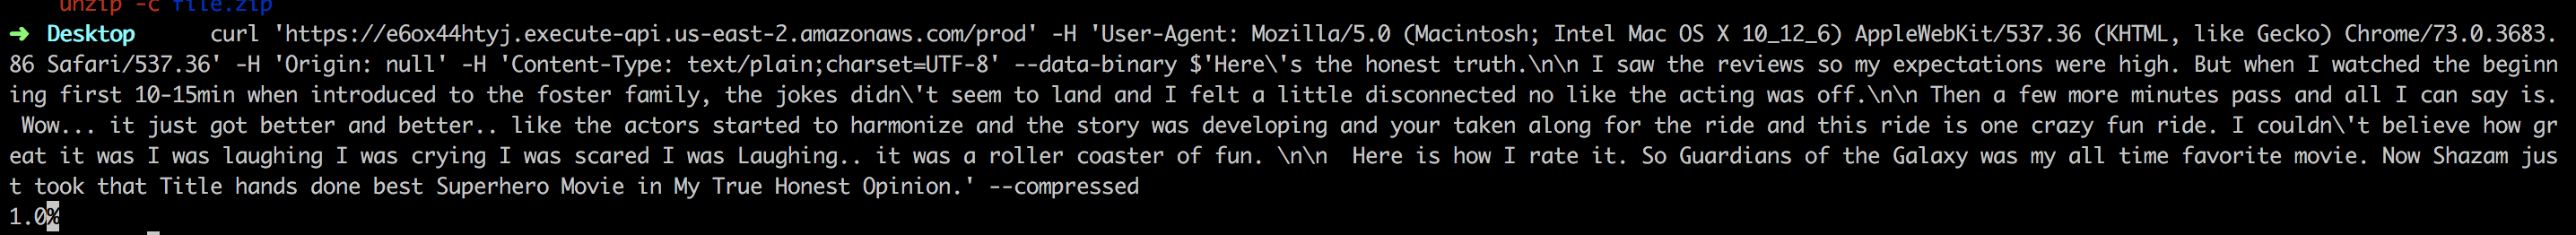 unzip -c file.zip
➜ Desktop curl 'https://e6ox44htyj.execute-api.us-east-2.amazonaws.com/prod' -H 'User-Agent: Mozilla/5.0 (Macintosh; Intel Mac OS X 10_12_6) AppleWebKit/537.36 (KHTML, like Gecko) Chrome/73.0.3683.
86 Safari/537.36' -H 'Origin: null' -H 'Content-Type: text/plain;charset=UTF-8' --data-binary $'Here\'s the honest truth.\n\n I saw the reviews so my expectations were high. But when I watched the beginn
ing first 10-15min when introduced to the foster family, the jokes didn\'t seem to land and I felt a little disconnected no like the acting was off.\n\n Then a few more minutes pass and all I can say is.
 Wow... it just got better and better.. like the actors started to harmonize and the story was developing and your taken along for the ride and this ride is one crazy fun ride. I couldn\'t believe how gr
eat it was I was laughing I was crying I was scared I was Laughing.. it was a roller coaster of fun. \n\n  Here is how I rate it. So Guardians of the Galaxy was my all time favorite movie. Now Shazam jus
t took that Title hands done best Superhero Movie in My True Honest Opinion.' --compressed
1.0%